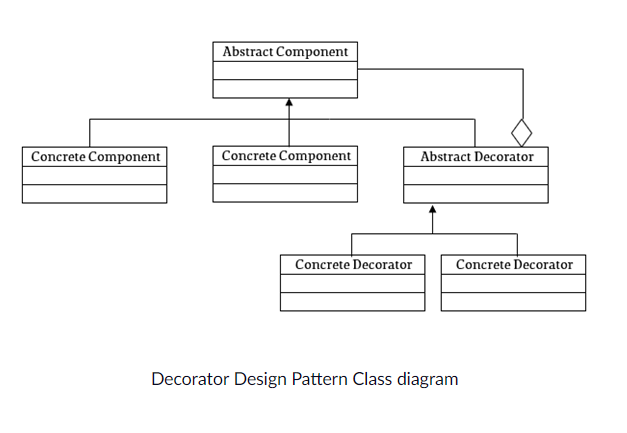 Abstract Component
Concrete Component
Concrete Component
Abstract Decorator
Concrete Decorator
Concrete Decorator
Decorator Design Pattern Class diagram